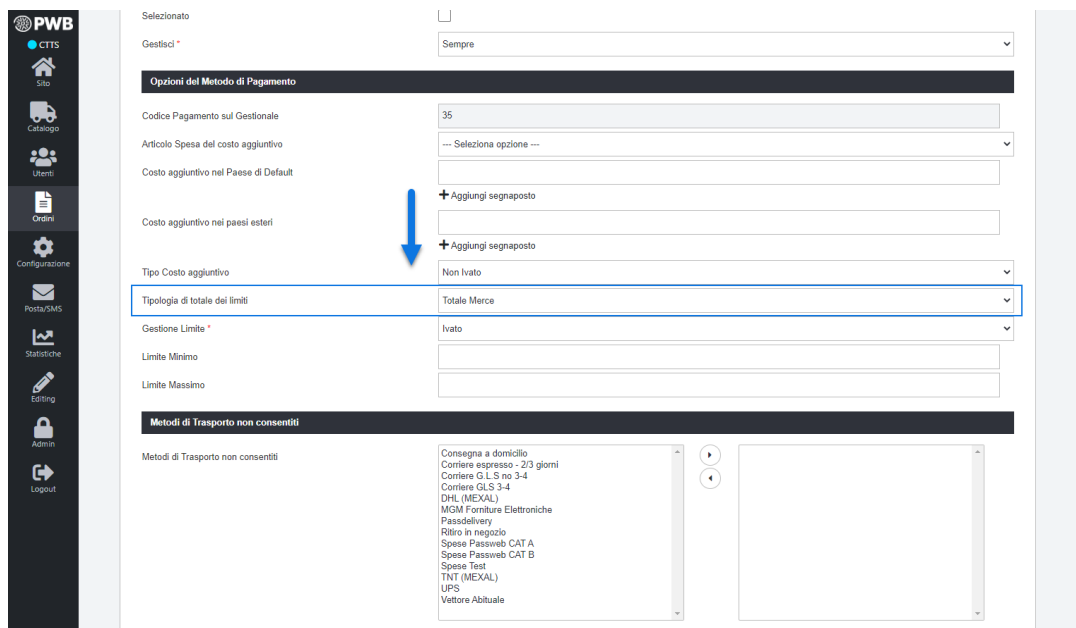 PWB
CTTS
Sito
Catalogo
Utenti
Ordini
Configurazione
Posta/SMS
Statistiche
Editing
Admin
Logout
Selezionato
Gestisci * Sempre
Opzioni del Metodo di Pagamento
Codice Pagamento sul Gestionale 35
Articolo Spesa del costo aggiuntivo --- Seleziona opzione ---
Costo aggiuntivo nel Paese di Default
+ Aggiungi segnaposto
Costo aggiuntivo nei paesi esteri
+ Aggiungi segnaposto
Tipo Costo aggiuntivo Non Ivato
Tipologia di totale dei limiti Totale Merce
Gestione Limite * Ivato
Limite Minimo
Limite Massimo
Metodi di Trasporto non consentiti
Metodi di Trasporto non consentiti
Consegna a domicilio
Corriere espresso - 2/3 giorni
Corriere G.L.S no 3-4
Corriere GLS 3-4
DHL (MEXAL)
MGM Forniture Elettroniche
Passdelivery
Ritiro in negozio
Spese Passweb CAT A
Spese Passweb CAT B
Spese Test
TNT (MEXAL)
UPS
Vettore Abituale